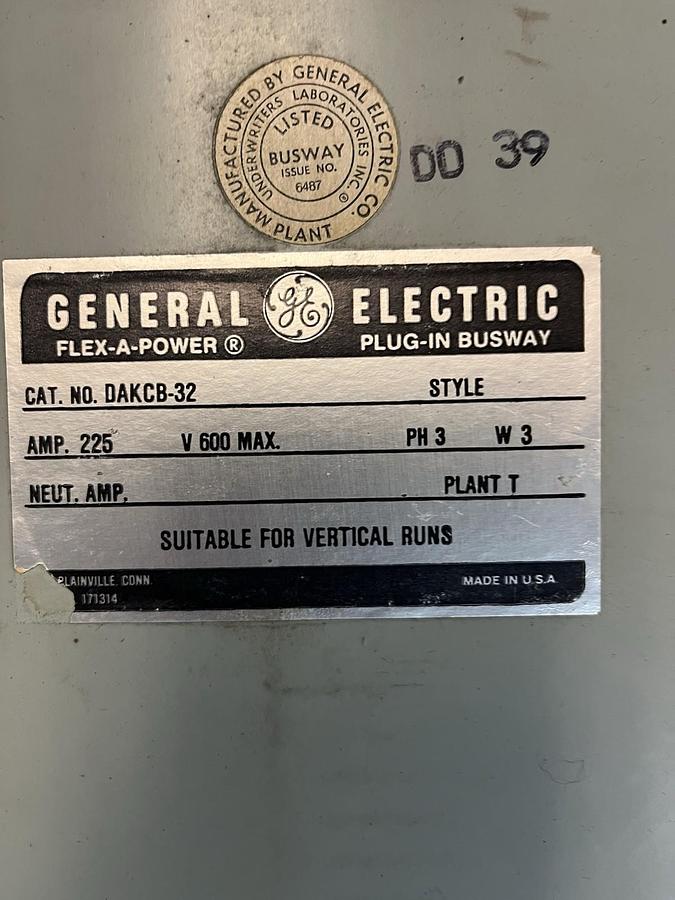 MANUFACTURED BY GENERAL ELECTRIC CO.
UNDERWRITERS LABORATORIES INC. ®
LISTED
BUSWAY
ISSUE NO.
6487
PLANT
DO 39
GENERAL GE ELECTRIC
FLEX-A-POWER ® PLUG-IN BUSWAY
CAT. NO. DAKCB-32 STYLE
AMP. 225 V 600 MAX. PH 3 W 3
NEUT. AMP. PLANT T
SUITABLE FOR VERTICAL RUNS
PLAINVILLE, CONN. MADE IN U.S.A.
171314